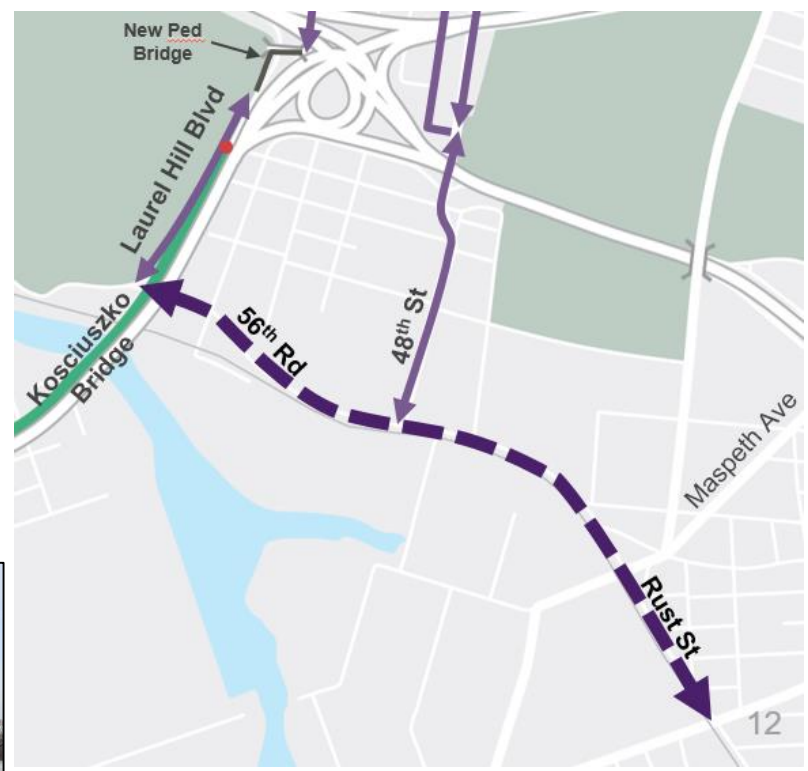 New Ped
Bridge
Laurel Hill Blvd
Kosciuszko
Bridge
56th Rd
48th St
Maspeth Ave
Rust St
12